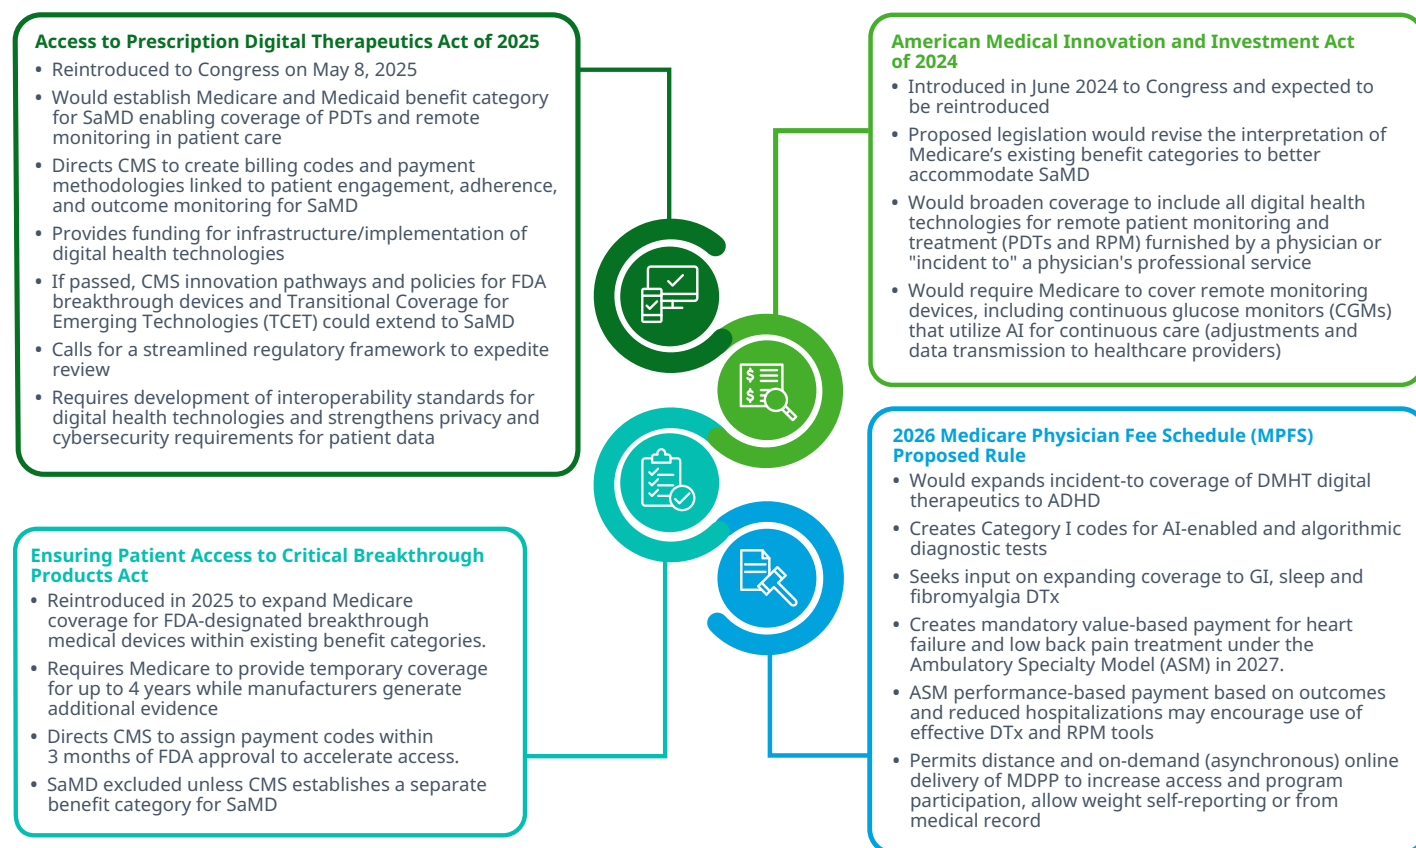 Access to Prescription Digital Therapeutics Act of 2025
• Reintroduced to Congress on May 8, 2025
• Would establish Medicare and Medicaid benefit category
for SaMD enabling coverage of PDTs and remote
monitoring in patient care
• Directs CMS to create billing codes and payment
methodologies linked to patient engagement, adherence,
and outcome monitoring for SaMD
• Provides funding for infrastructure/implementation of
digital health technologies
• If passed, CMS innovation pathways and policies for FDA
breakthrough devices and Transitional Coverage for
Emerging Technologies (TCET) could extend to SaMD
• Calls for a streamlined regulatory framework to expedite
review
• Requires development of interoperability standards for
digital health technologies and strengthens privacy and
cybersecurity requirements for patient data
American Medical Innovation and Investment Act
of 2024
• Introduced in June 2024 to Congress and expected to
be reintroduced
• Proposed legislation would revise the interpretation of
Medicare’s existing benefit categories to better
accommodate SaMD
• Would broaden coverage to include all digital health
technologies for remote patient monitoring and
treatment (PDTs and RPM) furnished by a physician or
"incident to" a physician's professional service
• Would require Medicare to cover remote monitoring
devices, including continuous glucose monitors (CGMs)
that utilize AI for continuous care (adjustments and
data transmission to healthcare providers)
$
$
Ensuring Patient Access to Critical Breakthrough
Products Act
• Reintroduced in 2025 to expand Medicare
coverage for FDA-designated breakthrough
medical devices within existing benefit categories.
• Requires Medicare to provide temporary coverage
for up to 4 years while manufacturers generate
additional evidence
• Directs CMS to assign payment codes within
3 months of FDA approval to accelerate access.
• SaMD excluded unless CMS establishes a separate
benefit category for SaMD
2026 Medicare Physician Fee Schedule (MPFS)
Proposed Rule
• Would expands incident-to coverage of DMHT digital
therapeutics to ADHD
• Creates Category I codes for AI-enabled and algorithmic
diagnostic tests
• Seeks input on expanding coverage to GI, sleep and
fibromyalgia DTx
• Creates mandatory value-based payment for heart
failure and low back pain treatment under the
Ambulatory Specialty Model (ASM) in 2027.
• ASM performance-based payment based on outcomes
and reduced hospitalizations may encourage use of
effective DTx and RPM tools
• Permits distance and on-demand (asynchronous) online
delivery of MDPP to increase access and program
participation, allow weight self-reporting or from
medical record